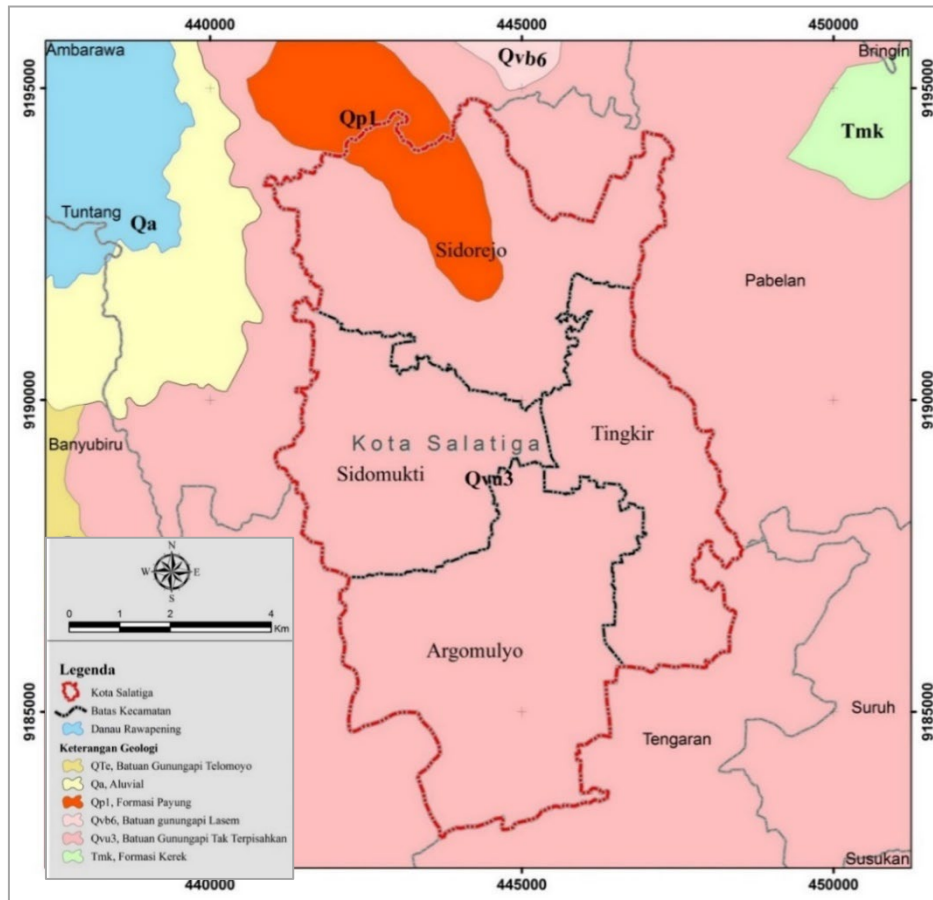 440000 445000 450000
Ambarawa Qvb6 Bringin
9195000 9195000
Qp1 Tmk
Tuntang
Qa
Sidorejo
Pabelan
9190000 9190000
Banyubiru
Kota Salatiga
Tingkir
Sidomukti
Qvu3
N
W E
S
0 1 2 4
Km
Argomulyo
Tengaran
Suruh
9185000
Susukan
Legenda
Kota Salatiga
Batas Kecamatan
Danau Rawapening
Keterangan Geologi
QTe, Batuan Gunungapi Telomoyo
Qa, Aluvial
Qp1, Formasi Payung
Qvb6, Batuan gunungapi Lasem
Qvu3, Batuan Gunungapi Tak Terpisahkan
Tmk, Formasi Kerek
440000 445000 450000